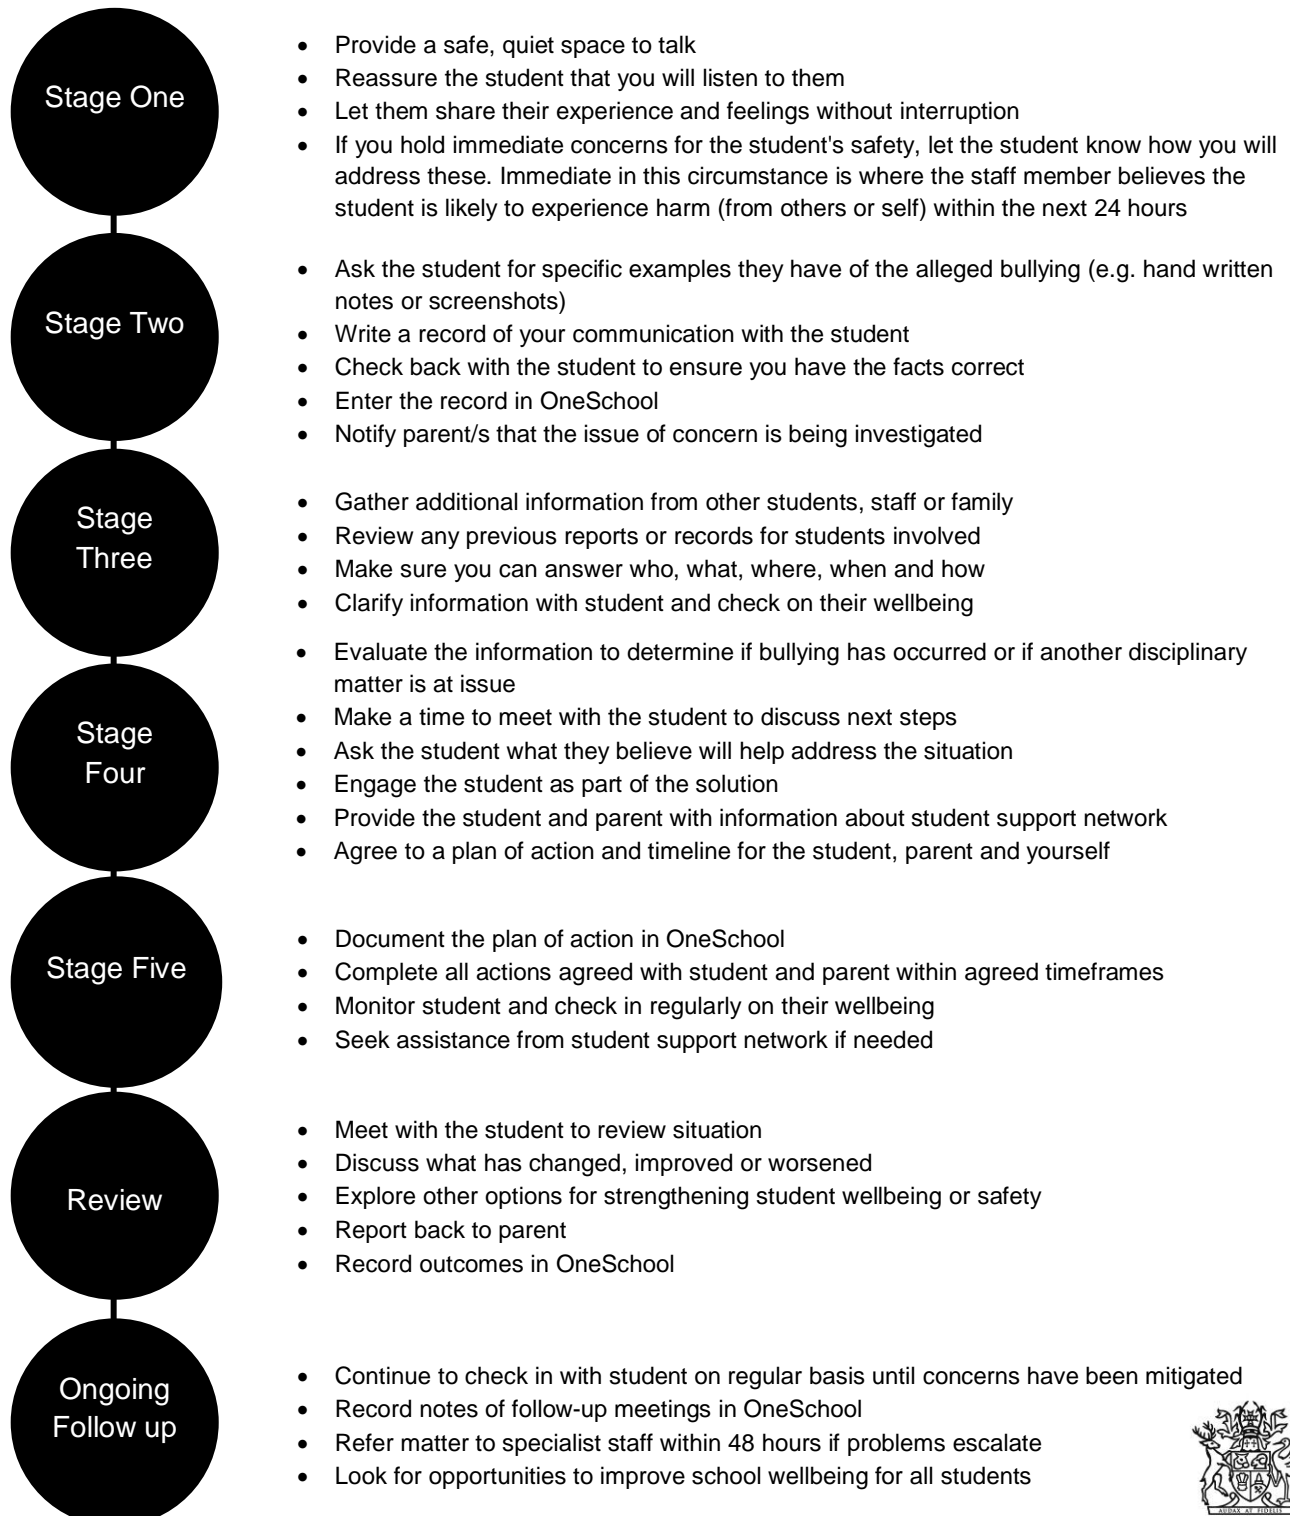 Stage One
• Provide a safe, quiet space to talk
• Reassure the student that you will listen to them
• Let them share their experience and feelings without interruption
• If you hold immediate concerns for the student's safety, let the student know how you will
address these. Immediate in this circumstance is where the staff member believes the
student is likely to experience harm (from others or self) within the next 24 hours
Stage Two
• Ask the student for specific examples they have of the alleged bullying (e.g. hand written
notes or screenshots)
• Write a record of your communication with the student
• Check back with the student to ensure you have the facts correct
• Enter the record in OneSchool
• Notify parent/s that the issue of concern is being investigated
Stage
Three
• Gather additional information from other students, staff or family
• Review any previous reports or records for students involved
• Make sure you can answer who, what, where, when and how
• Clarify information with student and check on their wellbeing
Stage
Four
• Evaluate the information to determine if bullying has occurred or if another disciplinary
matter is at issue
• Make a time to meet with the student to discuss next steps
• Ask the student what they believe will help address the situation
• Engage the student as part of the solution
• Provide the student and parent with information about student support network
• Agree to a plan of action and timeline for the student, parent and yourself
Stage Five
• Document the plan of action in OneSchool
• Complete all actions agreed with student and parent within agreed timeframes
• Monitor student and check in regularly on their wellbeing
• Seek assistance from student support network if needed
Review
• Meet with the student to review situation
• Discuss what has changed, improved or worsened
• Explore other options for strengthening student wellbeing or safety
• Report back to parent
• Record outcomes in OneSchool
Ongoing
Follow up
• Continue to check in with student on regular basis until concerns have been mitigated
• Record notes of follow-up meetings in OneSchool
• Refer matter to specialist staff within 48 hours if problems escalate
• Look for opportunities to improve school wellbeing for all students
AUDAX AT FIDELIS